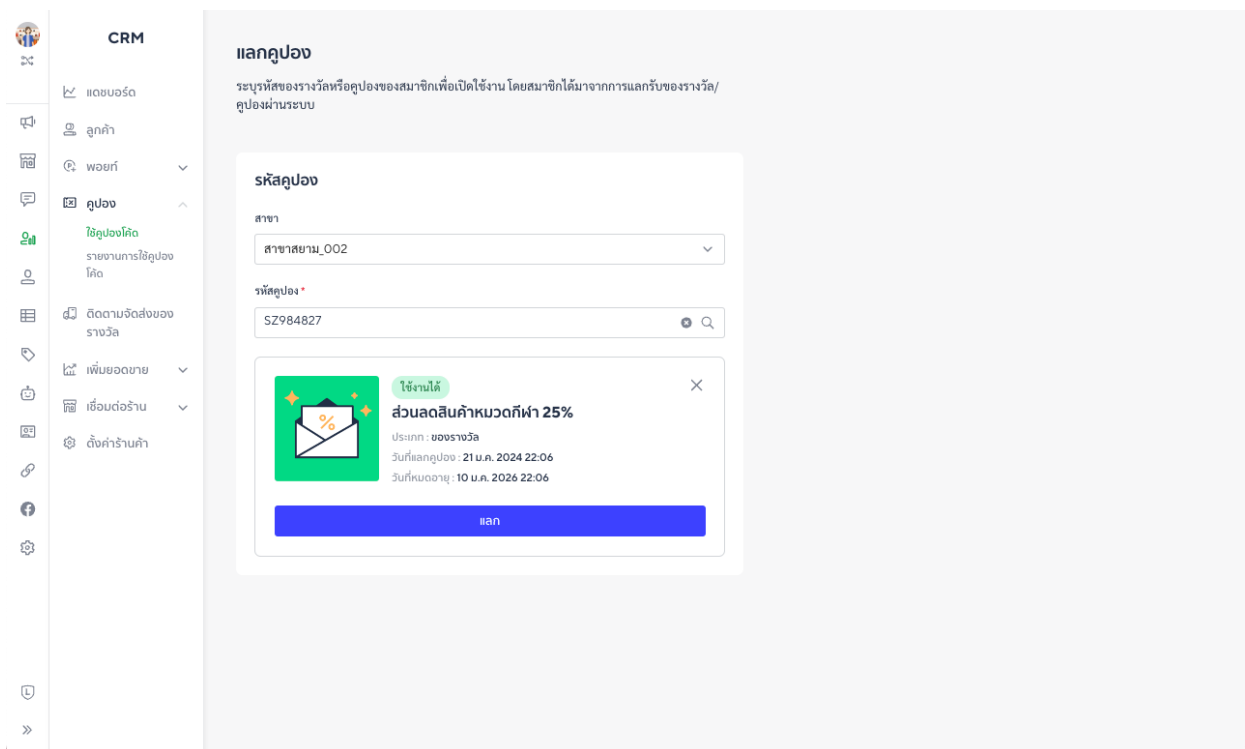 CRM
แดชบอร์ด
ลูกค้า
พอยท์
คูปอง
ใช้คูปองโค้ด
รายงานการใช้คูปอง
โค้ด
ติดตามจัดส่งของ
รางวัล
เพิ่มยอดขาย
เชื่อมต่อร้าน
ตั้งค่าร้านค้า
แลกคูปอง
ระบุรหัสของรางวัลหรือคูปองของสมาชิกเพื่อเปิดใช้งาน โดยสมาชิกได้มาจากการแลกรับของรางวัล/
คูปองผ่านระบบ
รหัสคูปอง
สาขา
สาขาสยาม_002
รหัสคูปอง *
SZ984827
ใช้งานได้
ส่วนลดสินค้าหมวดกีฬา 25%
ประเภท : ของรางวัล
วันที่แลกคูปอง : 21 ม.ค. 2024 22:06
วันที่หมดอายุ : 10 ม.ค. 2026 22:06
แลก